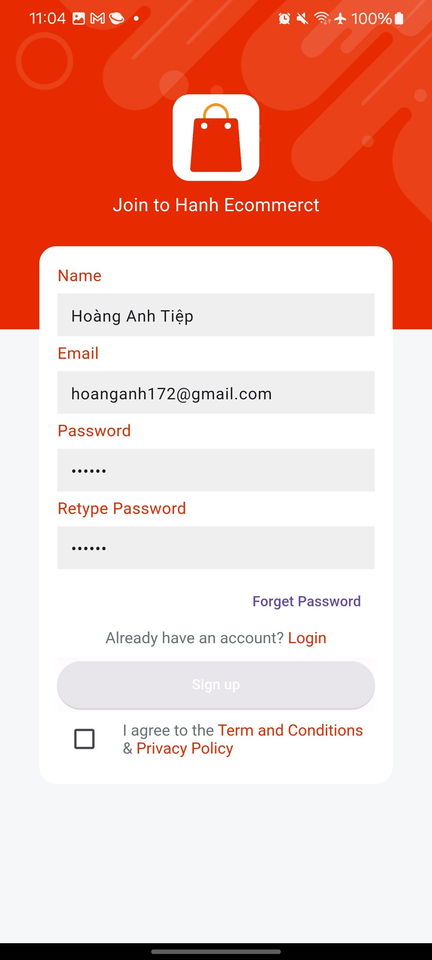 11:04
100%
Join to Hanh Ecommerct
Name
Hoàng Anh Tiệp
Email
hoanganh172@gmail.com
Password
••••••
Retype Password
••••••
Forget Password
Already have an account? Login
Sign up
I agree to the Term and Conditions
& Privacy Policy